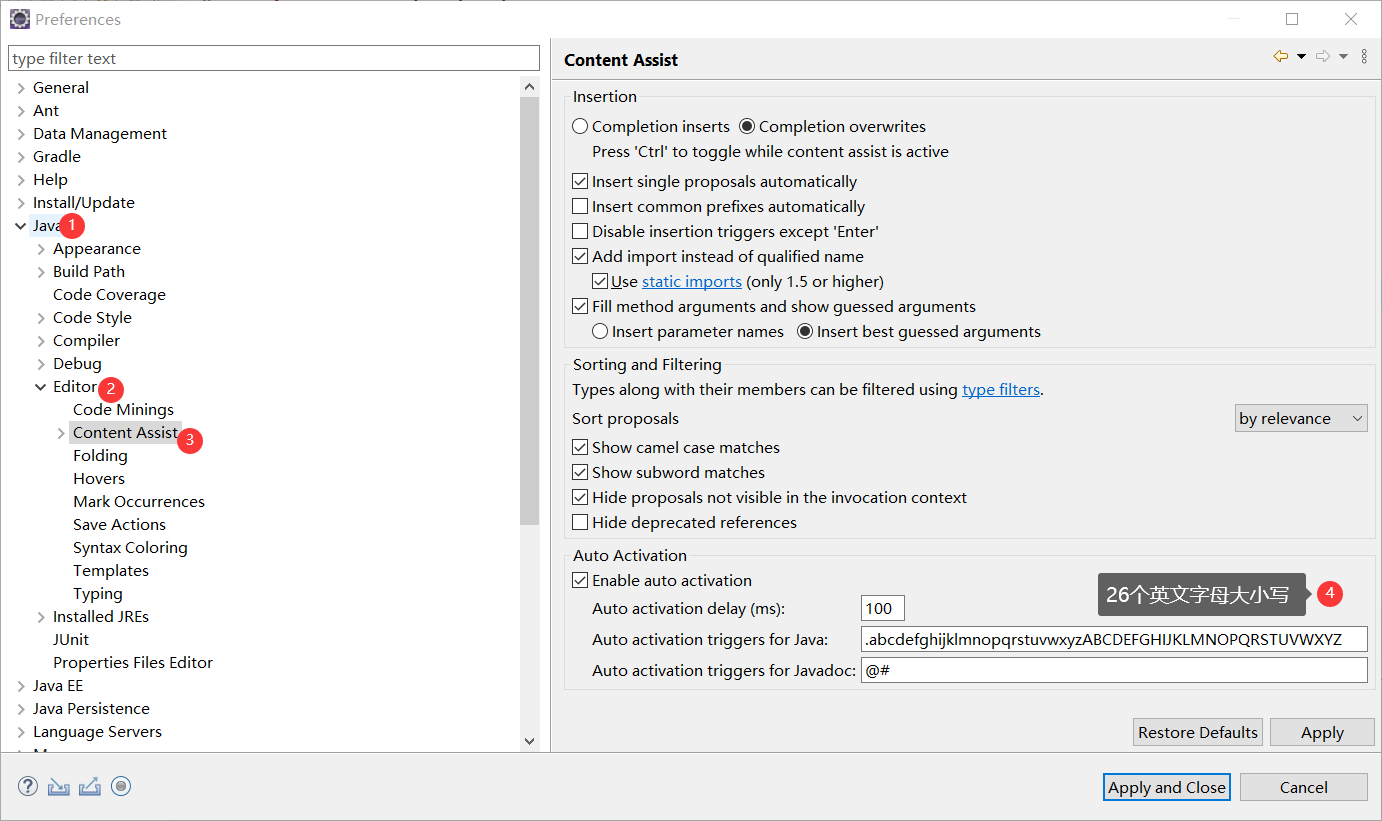 Preferences
type filter text
General
Ant
Data Management
Gradle
Help
Install/Update
Java 1
Appearance
Build Path
Code Coverage
Code Style
Compiler
Debug
Editor 2
Code Minings
Content Assist 3
Folding
Hovers
Mark Occurrences
Save Actions
Syntax Coloring
Templates
Typing
Installed JREs
JUnit
Properties Files Editor
Java EE
Java Persistence
Language Servers
Content Assist
Insertion
Completion inserts Completion overwrites
Press 'Ctrl' to toggle while content assist is active
Insert single proposals automatically
Insert common prefixes automatically
Disable insertion triggers except 'Enter'
Add import instead of qualified name
Use static imports (only 1.5 or higher)
Fill method arguments and show guessed arguments
Insert parameter names Insert best guessed arguments
Sorting and Filtering
Types along with their members can be filtered using type filters.
Sort proposals by relevance
Show camel case matches
Show subword matches
Hide proposals not visible in the invocation context
Hide deprecated references
Auto Activation
Enable auto activation
26个英文字母大小写 4
Auto activation delay (ms): 100
Auto activation triggers for Java: .abcdefghijklmnopqrstuvwxyzABCDEFGHIJKLMNOPQRSTUVWXYZ
Auto activation triggers for Javadoc: @#
Restore Defaults Apply
Apply and Close Cancel